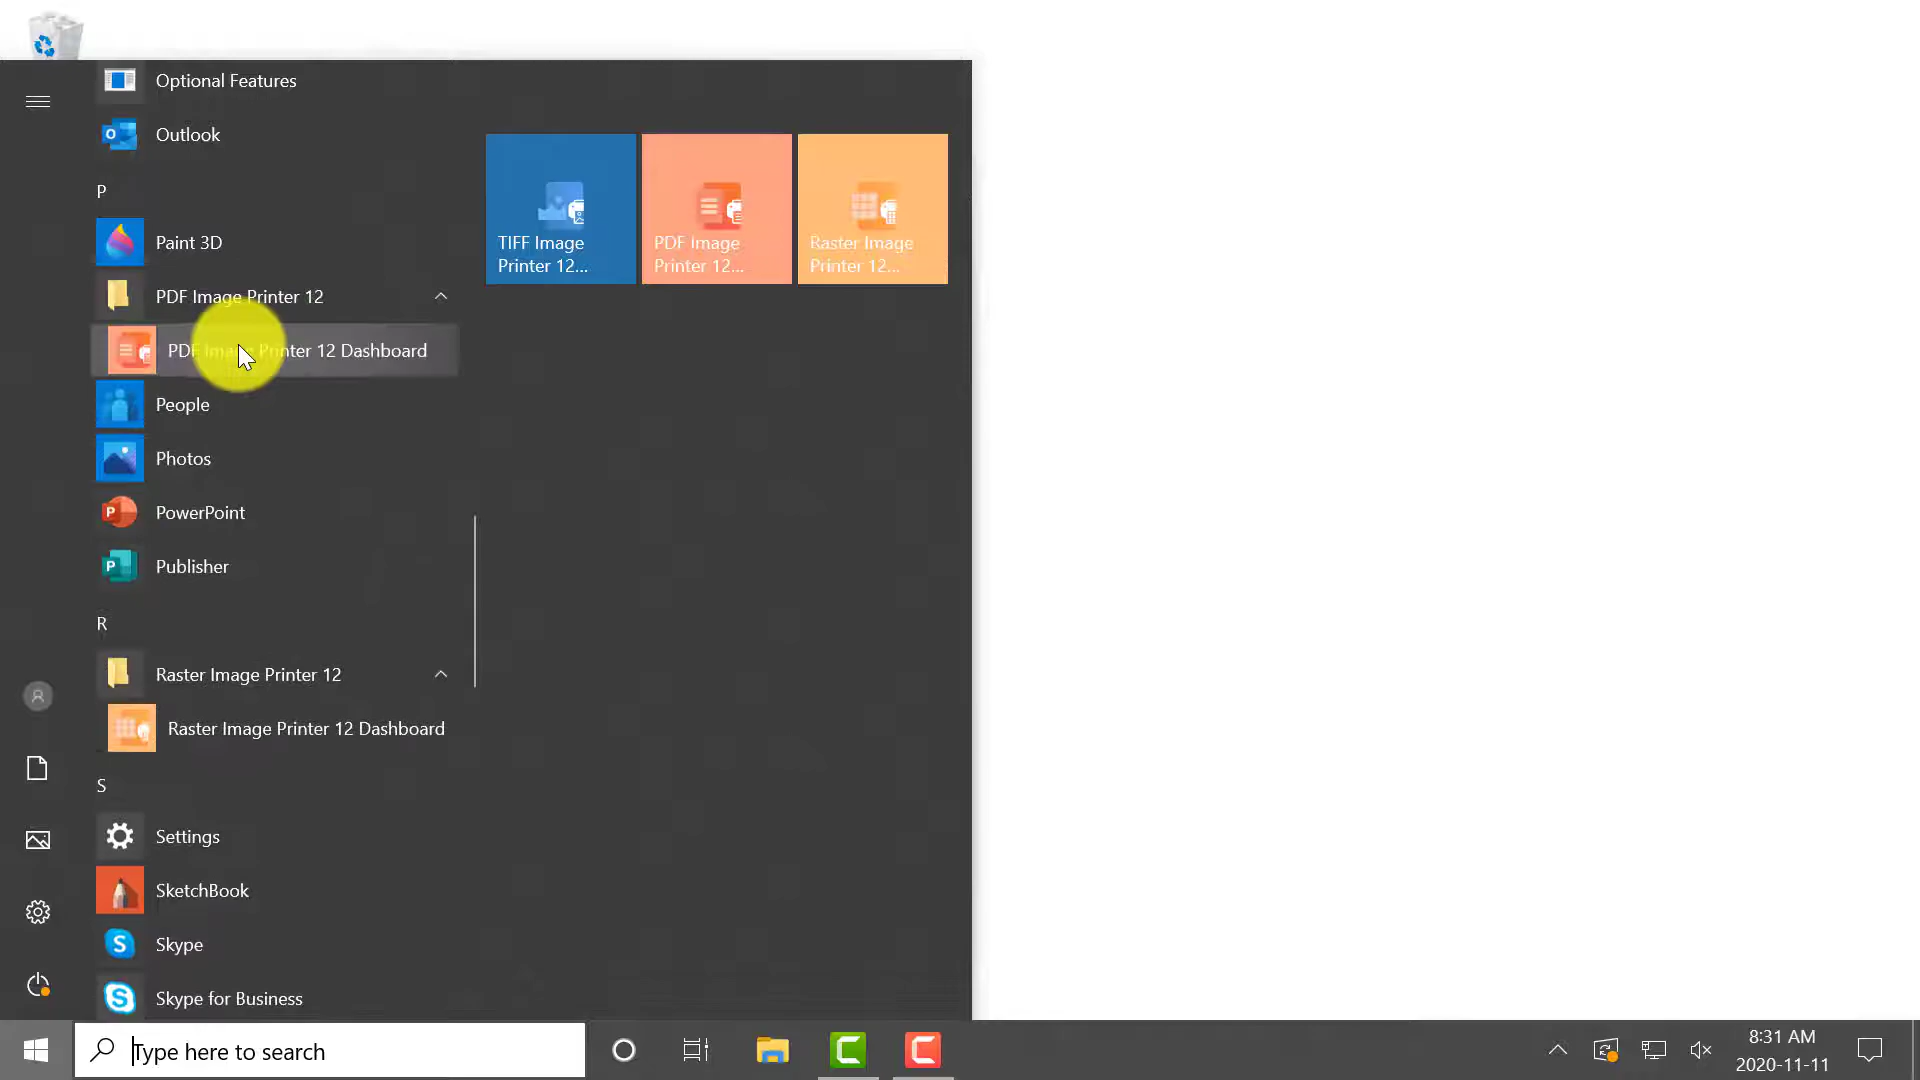 Optional Features
Outlook
P
Paint 3D
PDF Image Printer 12
PDF Image Printer 12 Dashboard
People
Photos
PowerPoint
Publisher
R
Raster Image Printer 12
Raster Image Printer 12 Dashboard
S
Settings
SketchBook
Skype
Skype for Business
TIFF Image
Printer 12...
PDF Image
Printer 12...
Raster Image
Printer 12...
Type here to search
8:31 AM
2020-11-11